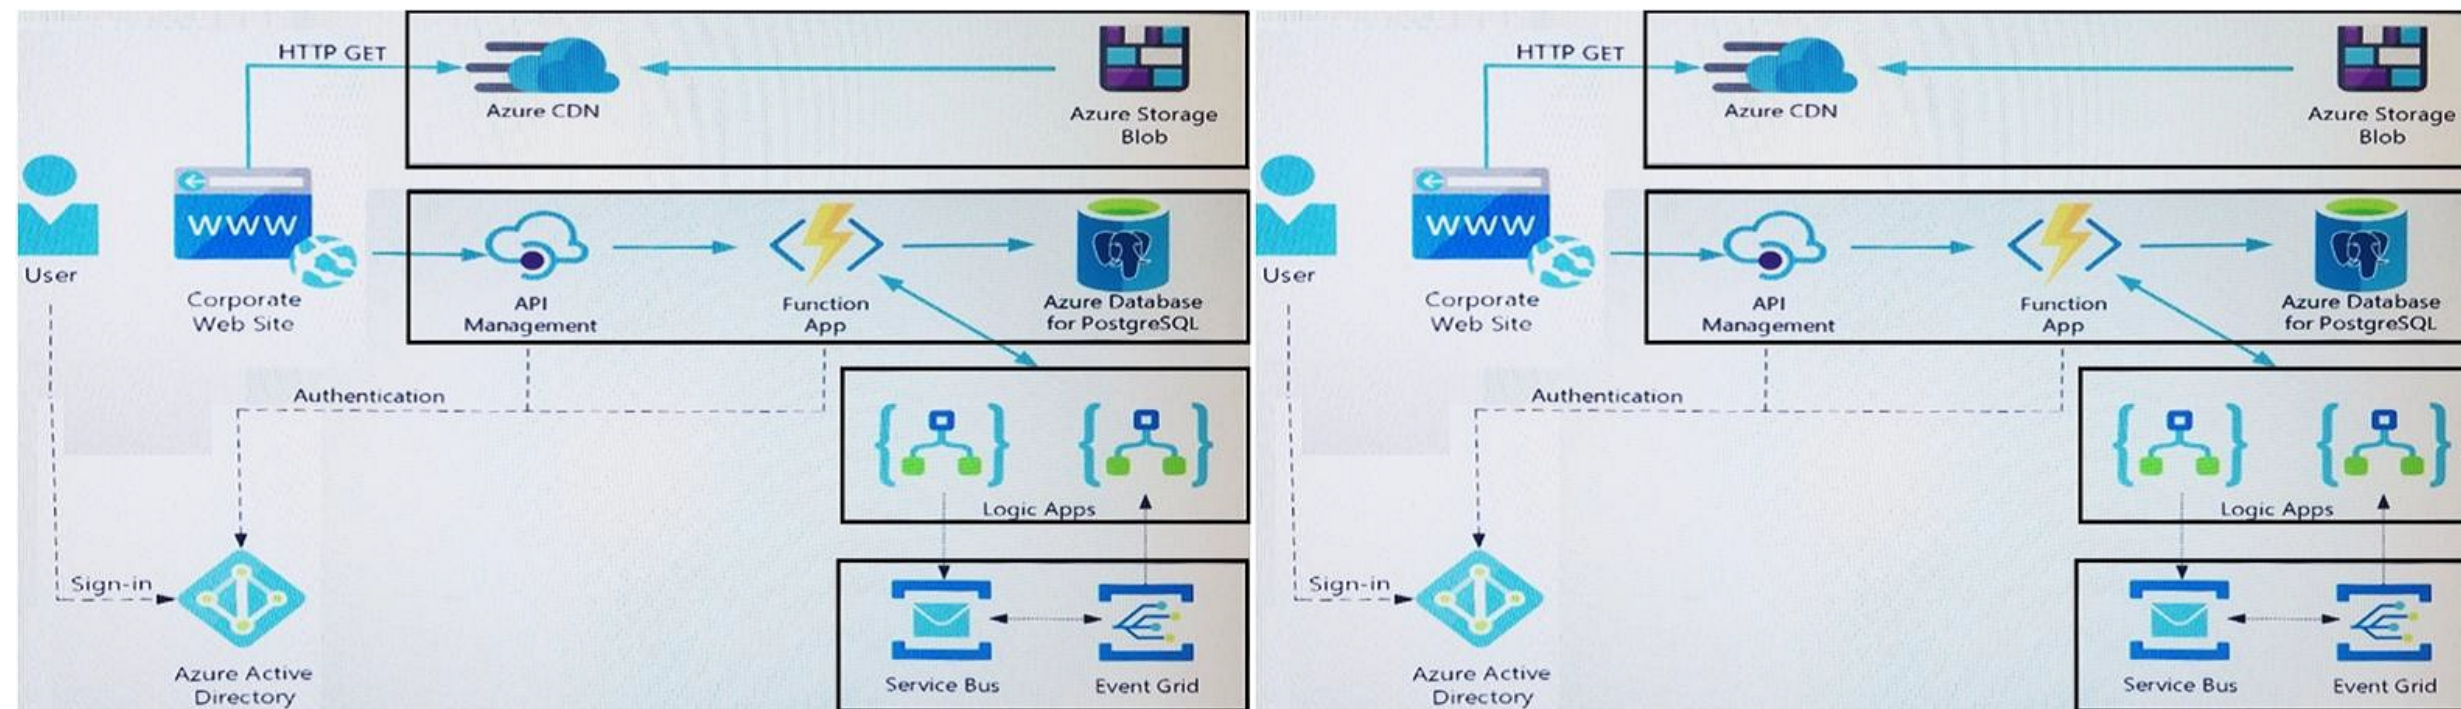 HTTP GET
Azure CDN
Azure Storage
Blob
www
User
Corporate
Web Site
API
Management
Function
App
Azure Database
for PostgreSQL
Authentication
Logic Apps
Sign-in
Azure Active
Directory
Service Bus
Event Grid
HTTP GET
Azure CDN
Azure Storage
Blob
www
User
Corporate
Web Site
API
Management
Function
App
Azure Database
for PostgreSQL
Authentication
Logic Apps
Sign-in
Azure Active
Directory
Service Bus
Event Grid